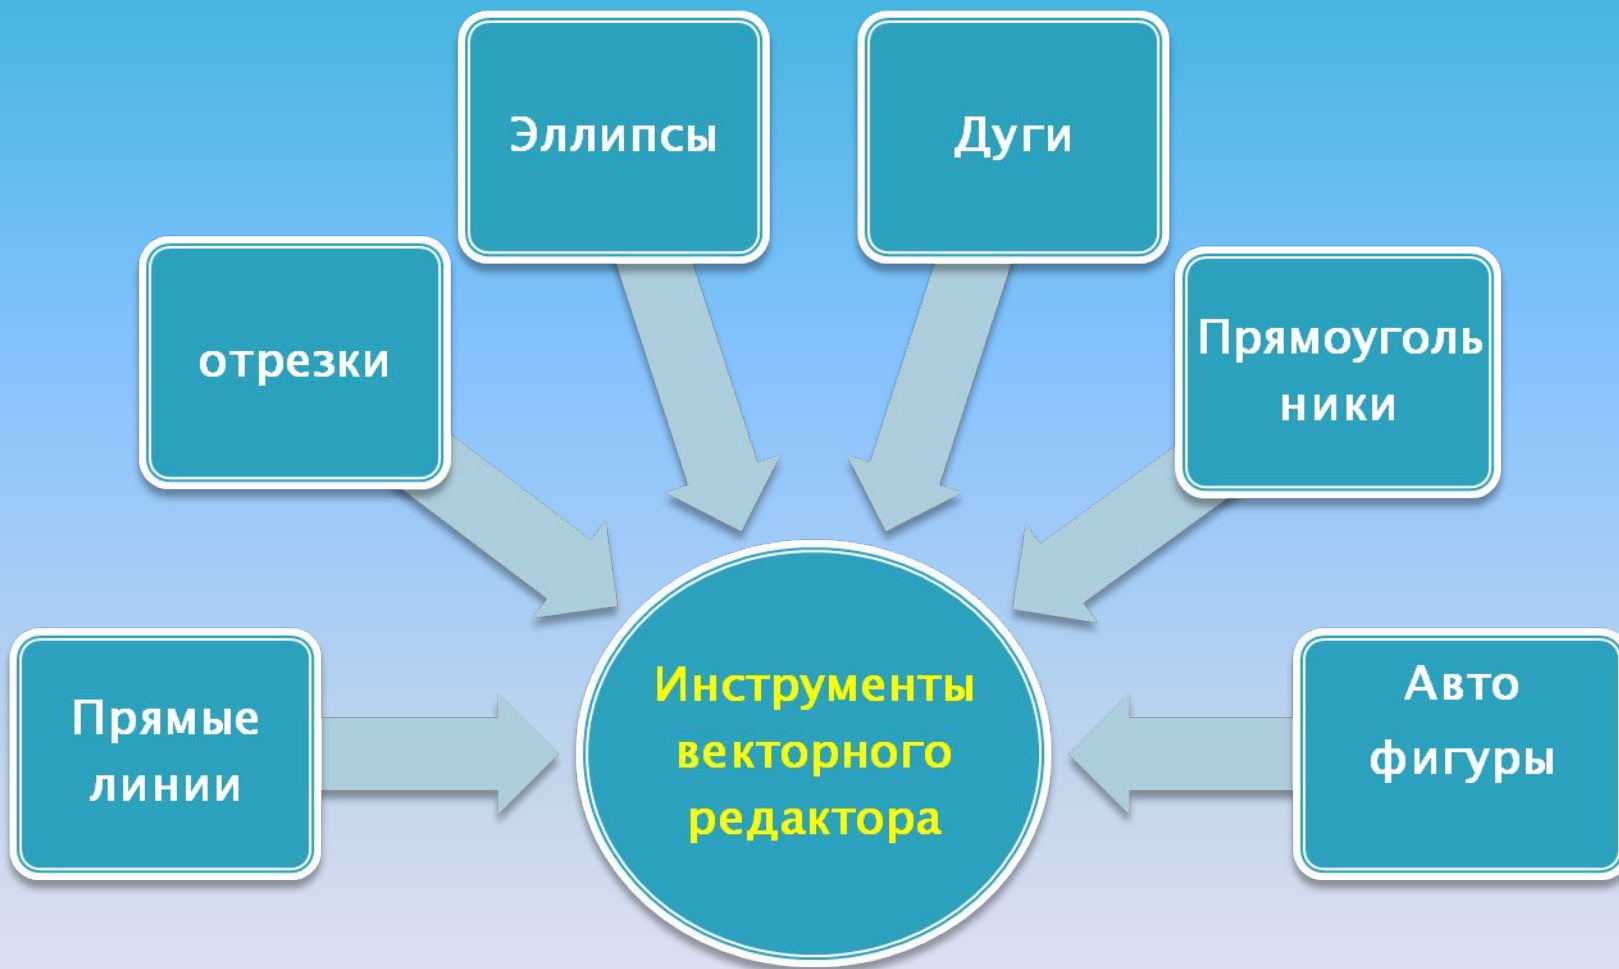 Эллипсы
Дуги
отрезки
Прямоуголь
ники
Прямые
линии
Инструменты
векторного
редактора
Авто
фигуры